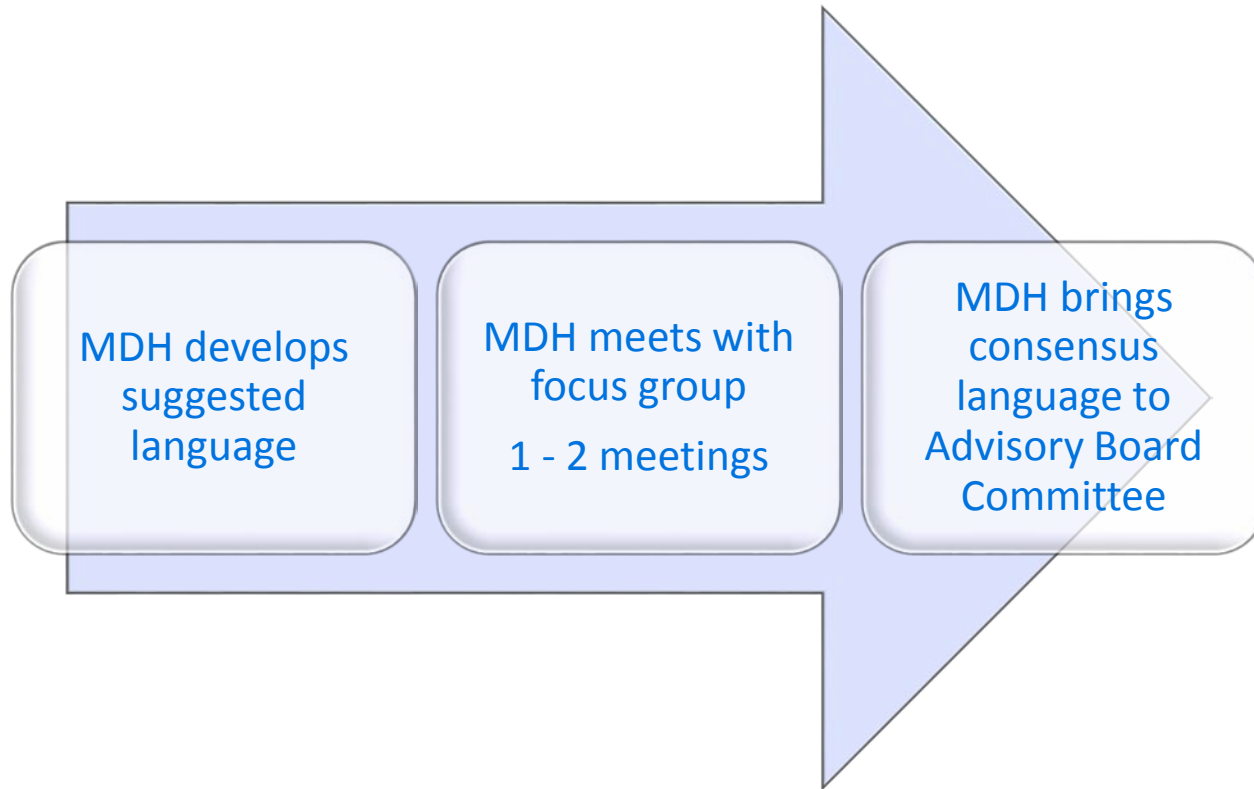 MDH develops
suggested
language
MDH meets with
focus group
1 - 2 meetings
MDH brings
consensus
language to
Advisory Board
Committee